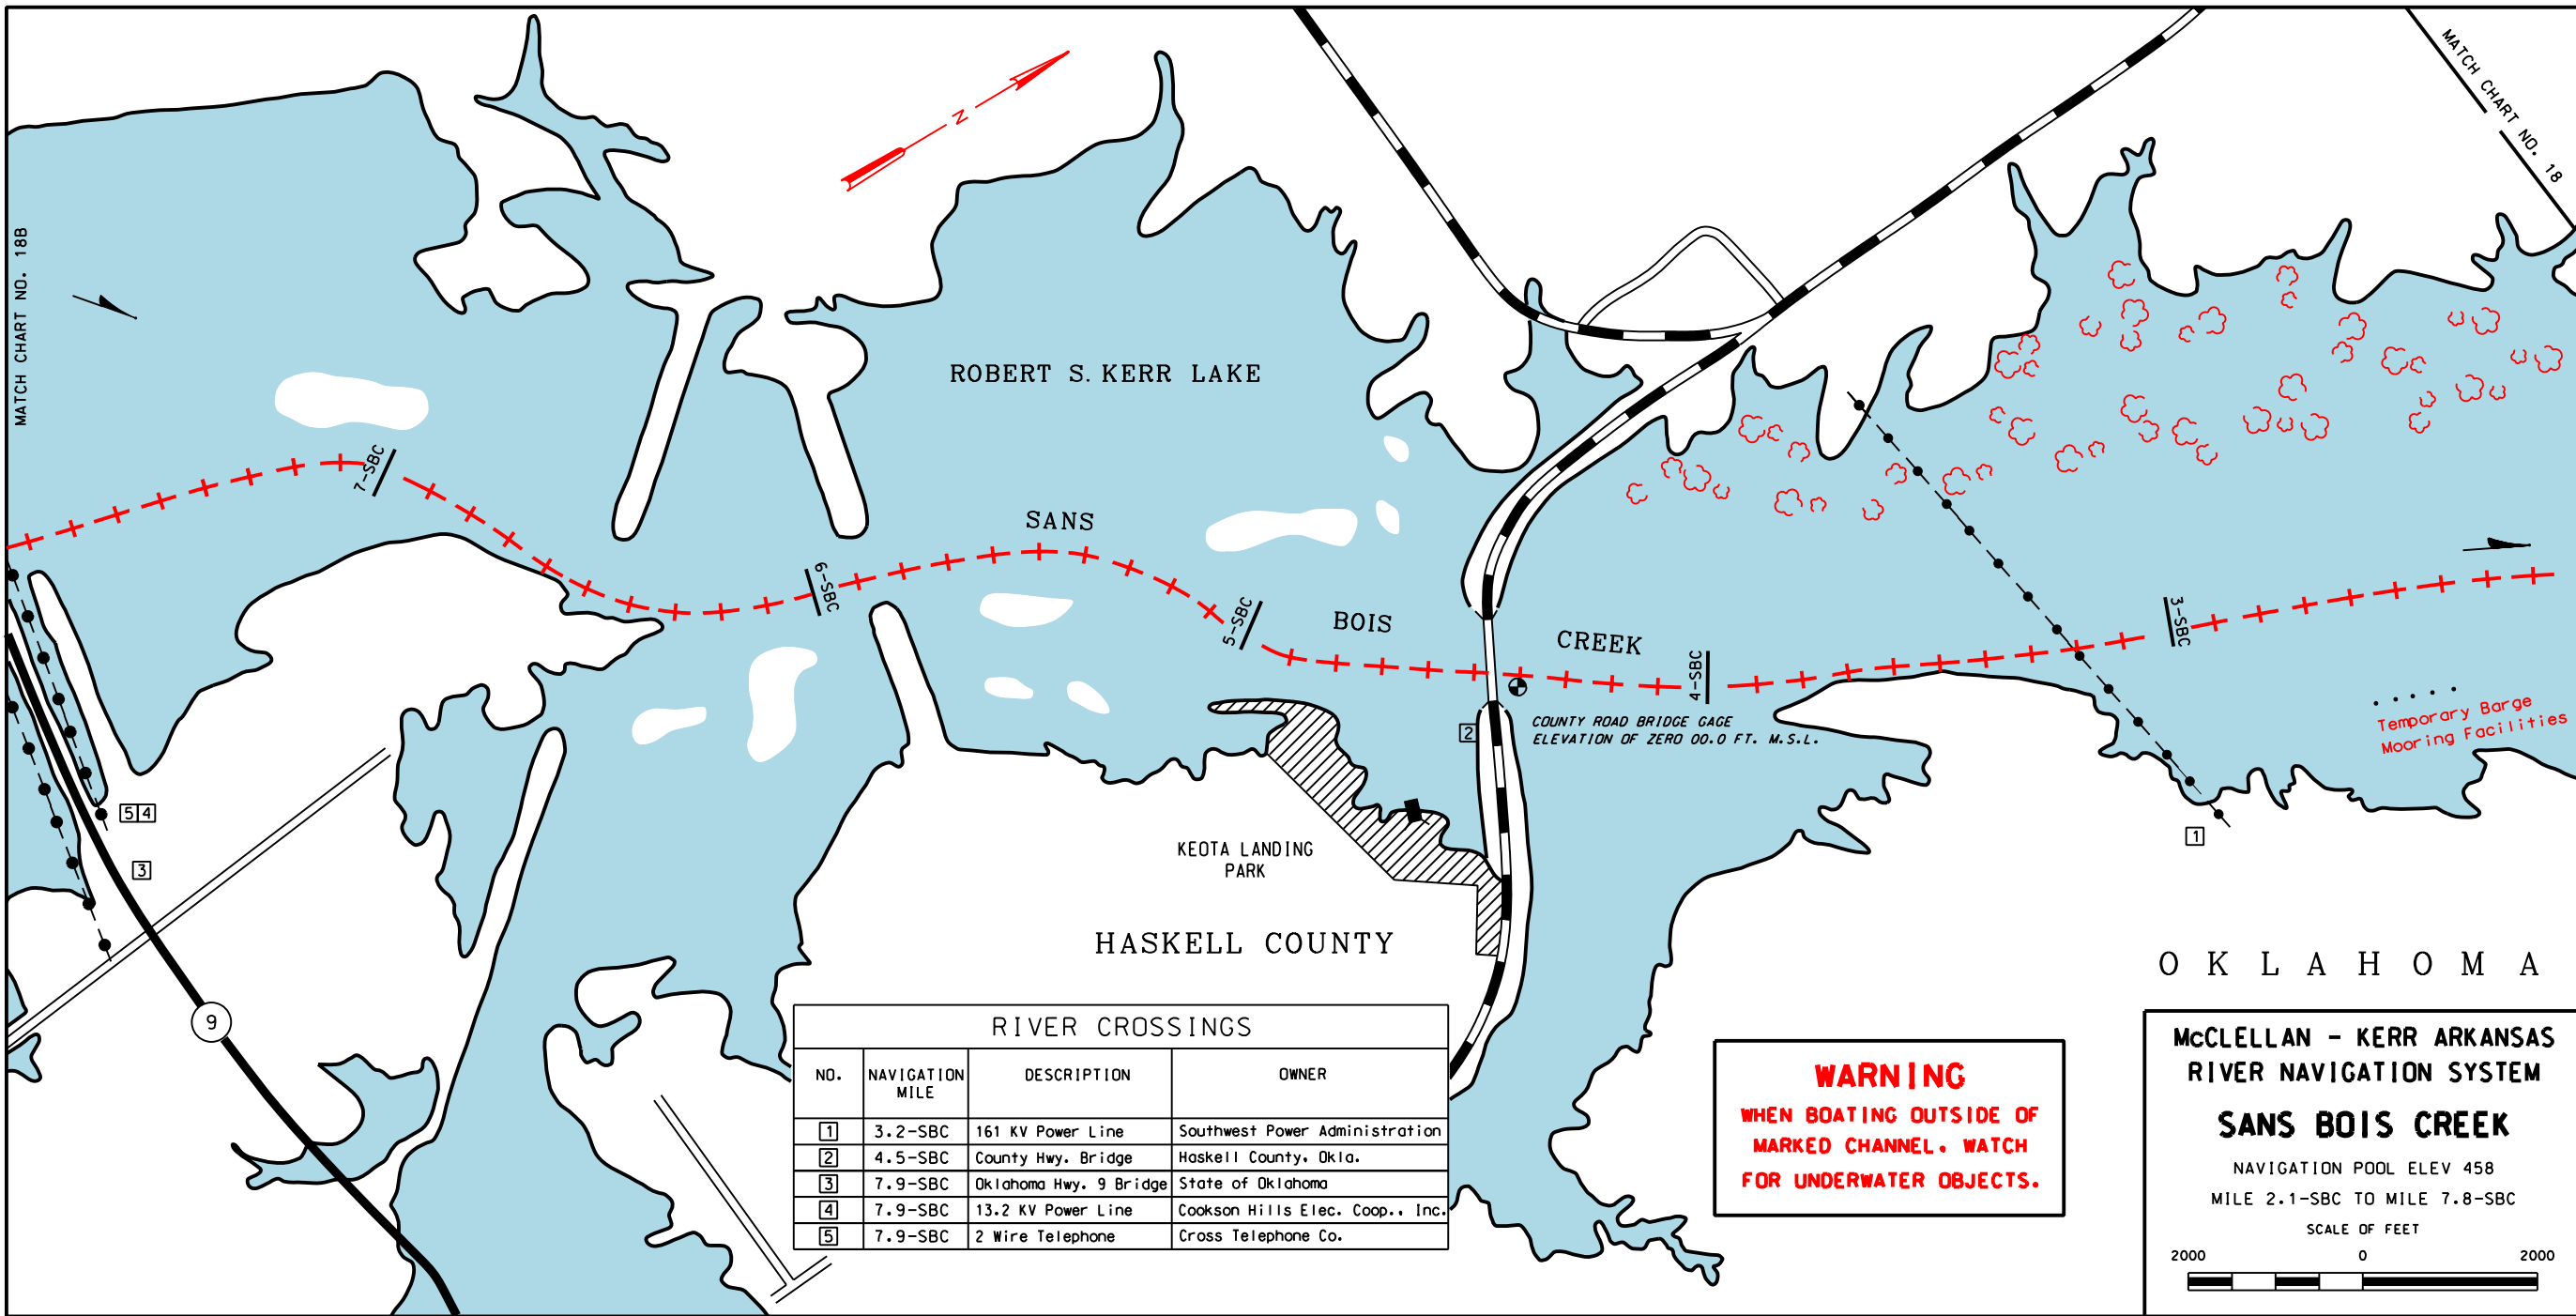 MATCH CHART NO. 18B
MATCH CHART NO. 18
N
ROBERT S. KERR LAKE
7-SBC
6-SBC
5-SBC
4-SBC
3-SBC
SANS
BOIS
CREEK
COUNTY ROAD BRIDGE GAGE
ELEVATION OF ZERO 00.0 FT. M.S.L.
2
Temporary Barge
Mooring Facilities
1
5 4
3
9
KEOTA LANDING
PARK
HASKELL COUNTY
OKLAHOMA
RIVER CROSSINGS
NO. NAVIGATION MILE DESCRIPTION OWNER
1 3.2-SBC 161 KV Power Line Southwest Power Administration
2 4.5-SBC County Hwy. Bridge Haskell County, Okla.
3 7.9-SBC Oklahoma Hwy. 9 Bridge State of Oklahoma
4 7.9-SBC 13.2 KV Power Line Cookson Hills Elec. Coop., Inc.
5 7.9-SBC 2 Wire Telephone Cross Telephone Co.
WARNING
WHEN BOATING OUTSIDE OF
MARKED CHANNEL, WATCH
FOR UNDERWATER OBJECTS.
McCLELLAN - KERR ARKANSAS
RIVER NAVIGATION SYSTEM
SANS BOIS CREEK
NAVIGATION POOL ELEV 458
MILE 2.1-SBC TO MILE 7.8-SBC
SCALE OF FEET
2000 0 2000